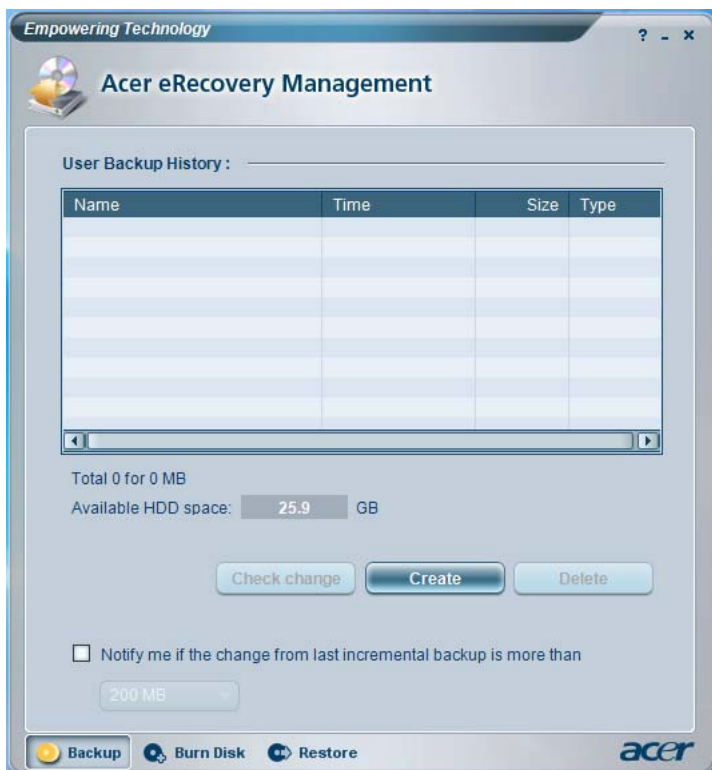 Empowering Technology
? - ×
Acer eRecovery Management
User Backup History :
Name Time Size Type
Total 0 for 0 MB
Available HDD space: 25.9 GB
Check change Create Delete
Notify me if the change from last incremental backup is more than
200 MB
Backup Burn Disk Restore acer